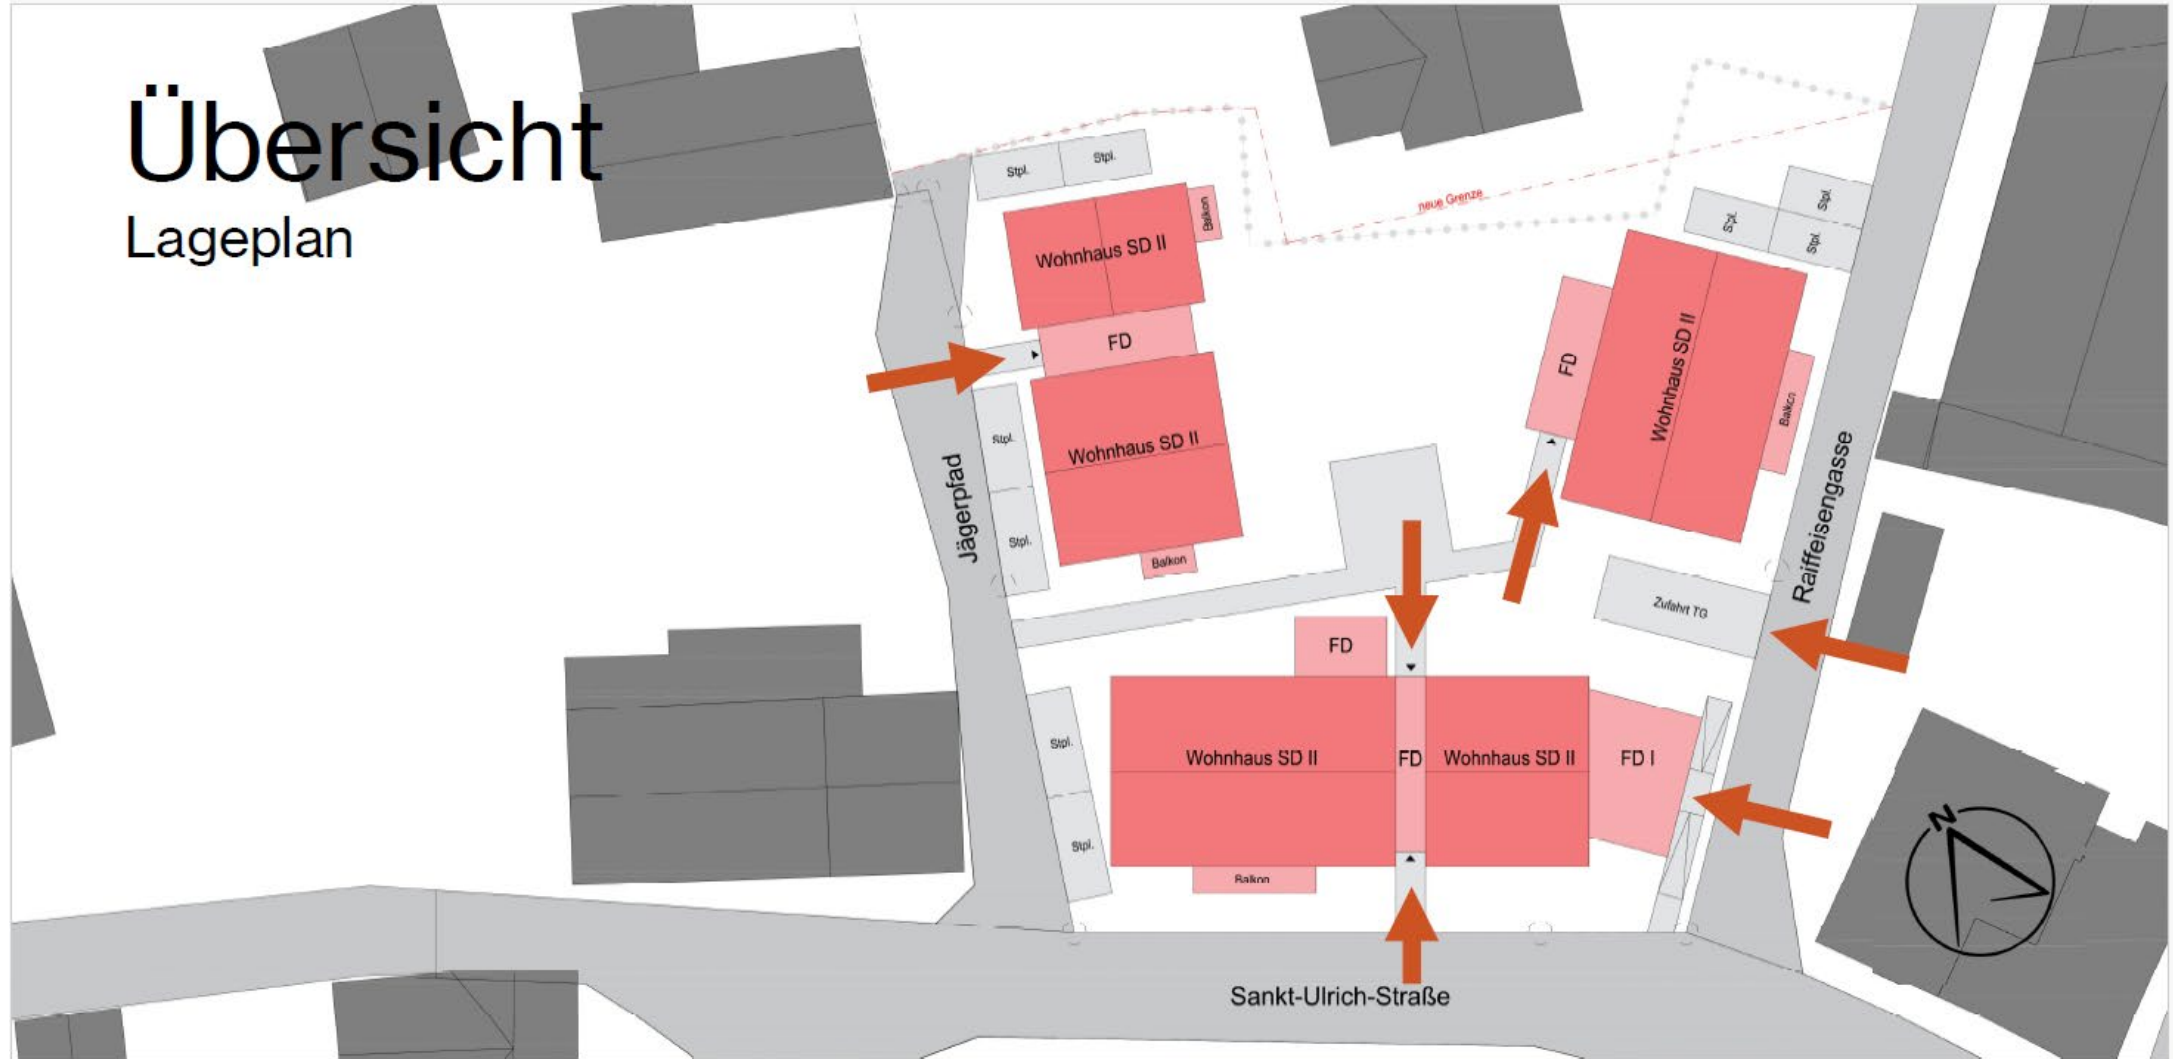 Übersicht
Lageplan
Stpl.
Stpl.
Wohnhaus SD II
Balkon
FD
Wohnhaus SD II
Balkon
Stpl.
Stpl.
Jägerpfad
neue Grenze
Stpl.
Stpl.
Stpl.
FD
Wohnhaus SD II
Balkon
Raiffeisengasse
Zufahrt TG
FD
Wohnhaus SD II
FD
Wohnhaus SD II
FD I
Balkon
Stpl.
Stpl.
N
Sankt-Ulrich-Straße